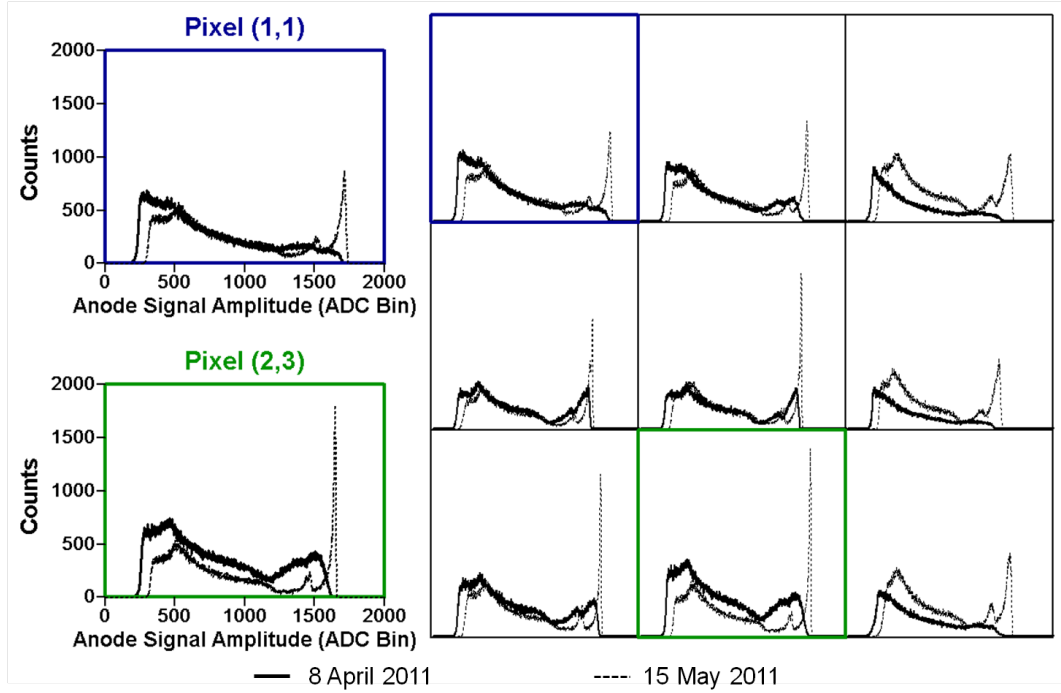 Pixel (1,1)
2000
1500
1000
500
0
Counts
0 500 1000 1500 2000
Anode Signal Amplitude (ADC Bin)
Pixel (2,3)
2000
1500
1000
500
0
Counts
0 500 1000 1500 2000
Anode Signal Amplitude (ADC Bin)
8 April 2011
15 May 2011